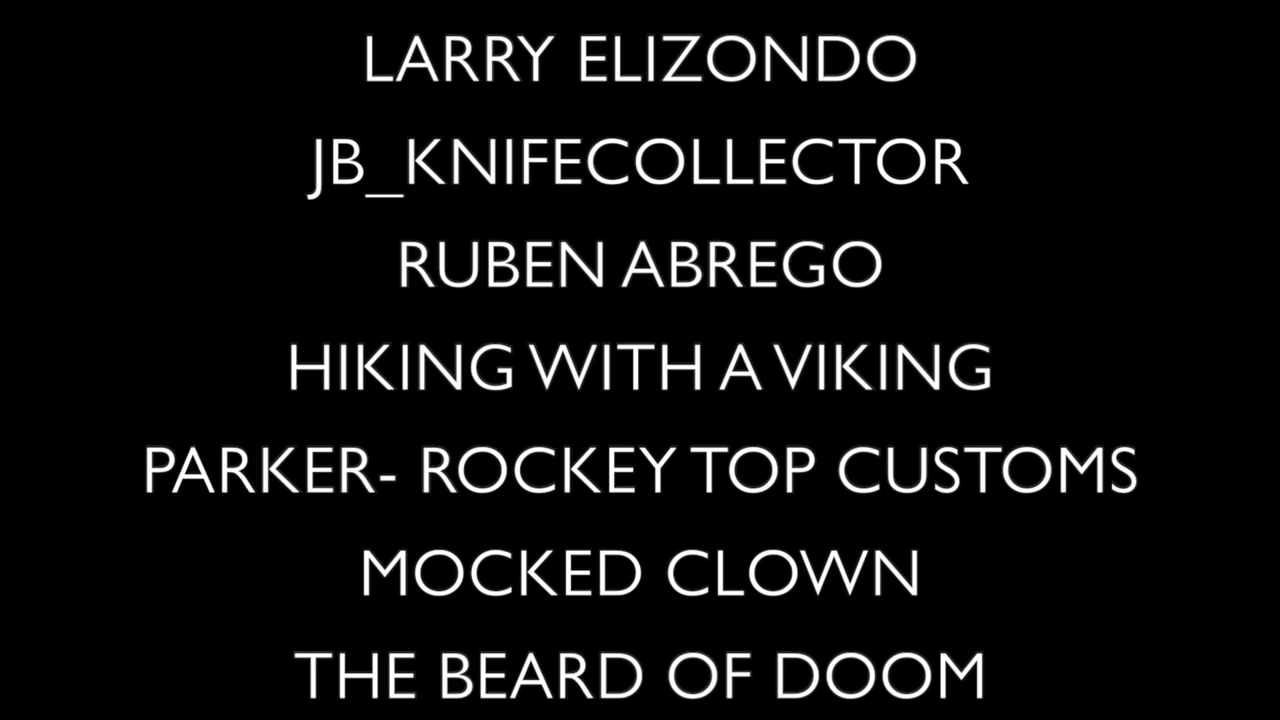 LARRY ELIZONDO
JB_KNIFECOLLECTOR
RUBEN ABREGO
HIKING WITH A VIKING
PARKER- ROCKEY TOP CUSTOMS
MOCKED CLOWN
THE BEARD OF DOOM